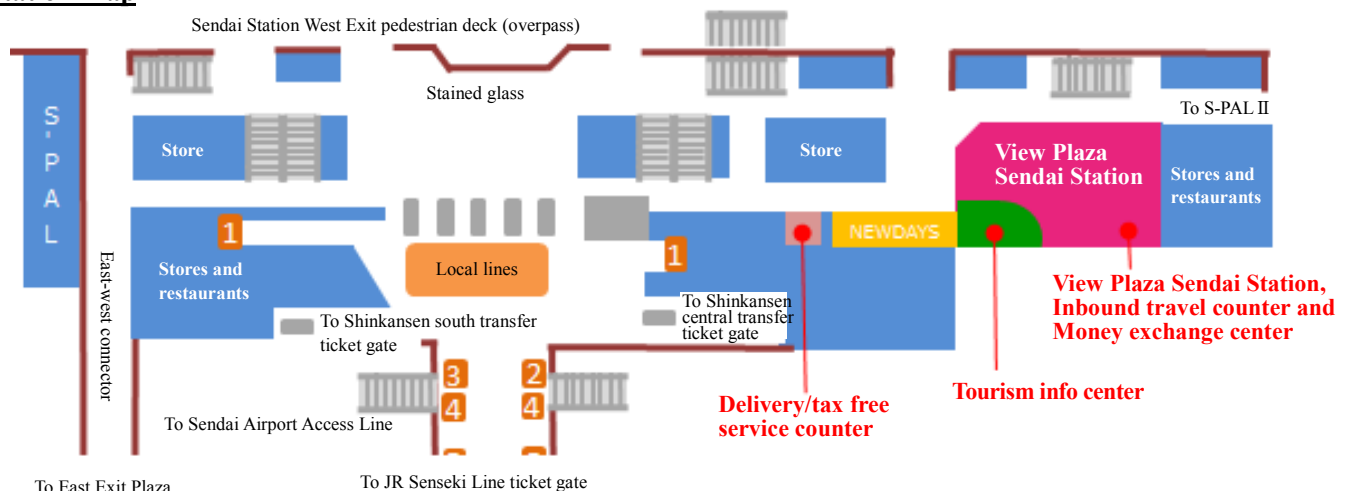 Sendai Station West Exit pedestrian deck (overpass)
Stained glass
To S-PAL II
S-PAL
Store
Store
View Plaza
Sendai Station
Stores and
restaurants
1
NEWDAYS
1
Local lines
Stores and
restaurants
East-west connector
To Shinkansen south transfer
ticket gate
To Shinkansen
central transfer
ticket gate
View Plaza Sendai Station,
Inbound travel counter and
Money exchange center
Tourism info center
Delivery/tax free
service counter
3
2
4
4
To Sendai Airport Access Line
To JR Senseki Line ticket gate
To East Exit Plaza